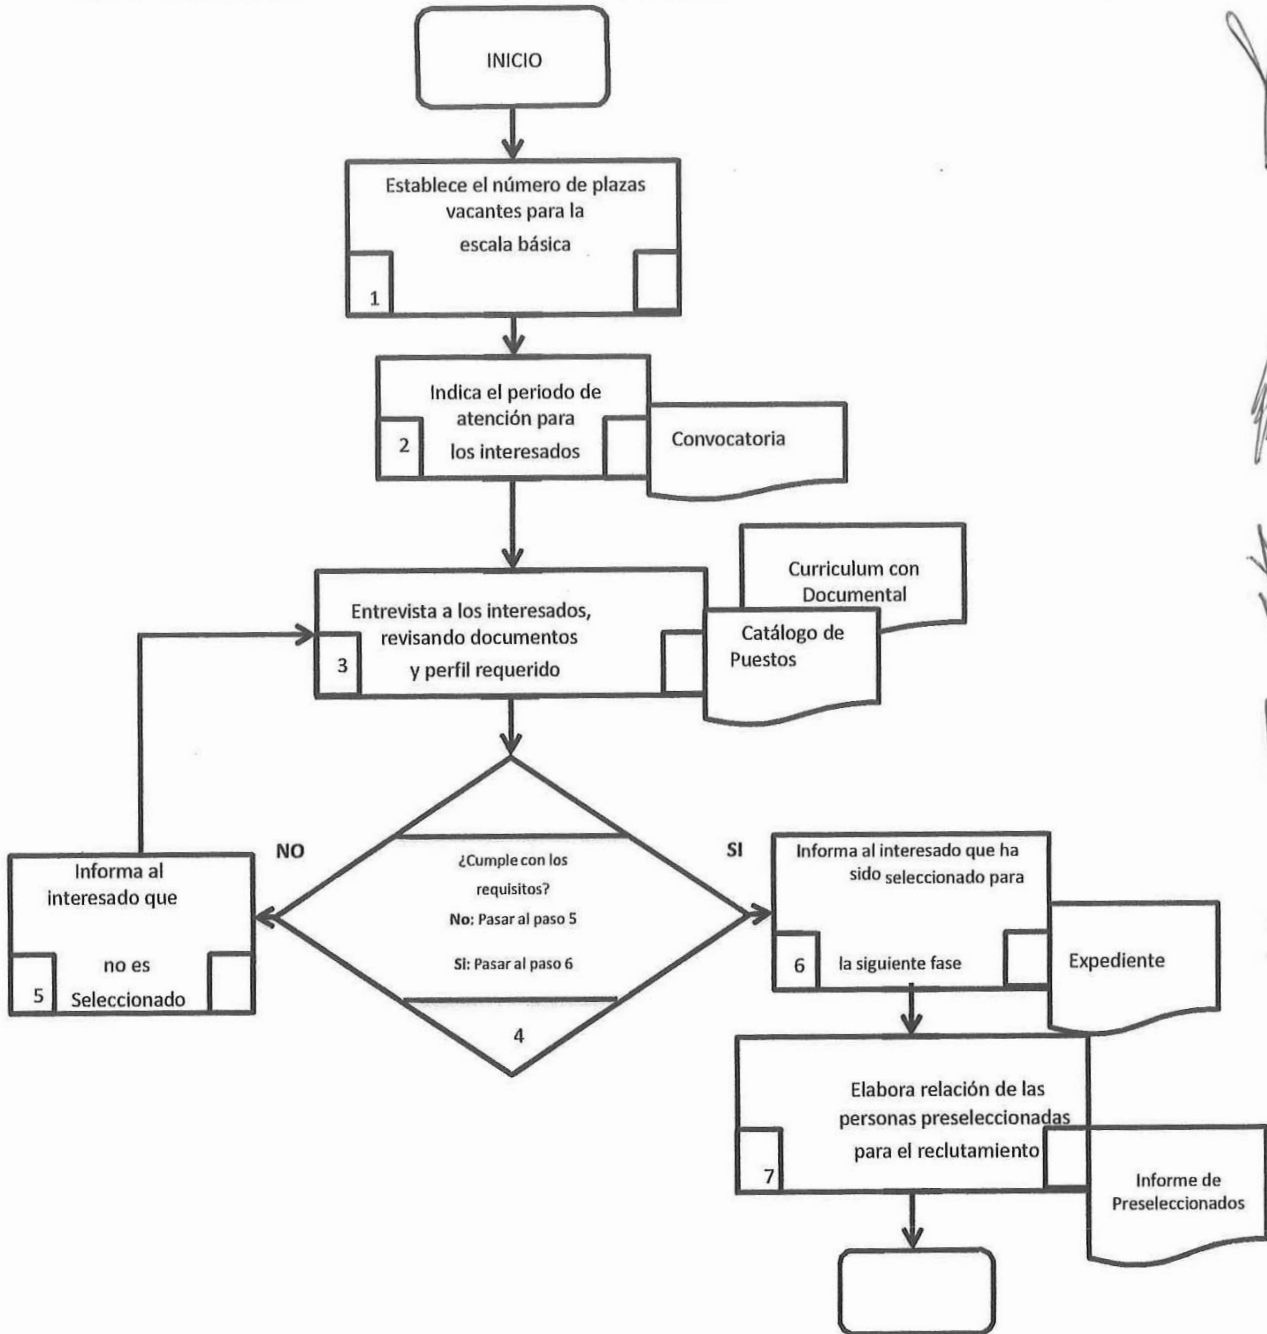 INICIO
Establece el número de plazas
vacantes para la
escala básica
1
Indica el periodo de
atención para
los interesados
2
Convocatoria
Curriculum con
Documental
Catálogo de
Puestos
Entrevista a los interesados,
revisando documentos
y perfil requerido
3
¿Cumple con los
requisitos?
No: Pasar al paso 5
Si: Pasar al paso 6
4
NO
Informa al
interesado que
no es
Seleccionado
5
SI
Informa al interesado que ha
sido seleccionado para
la siguiente fase
6
Expediente
Elabora relación de las
personas preseleccionadas
para el reclutamiento
7
Informe de
Preseleccionados